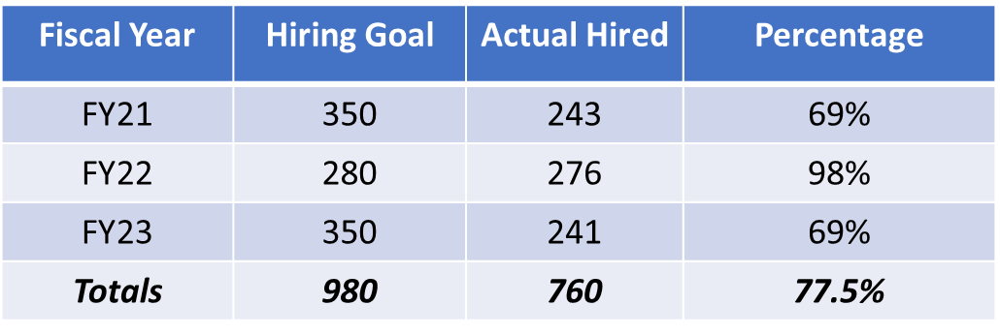 Fiscal Year Hiring Goal Actual Hired Percentage
FY21 350 243 69%
FY22 280 276 98%
FY23 350 241 69%
Totals 980 760 77.5%